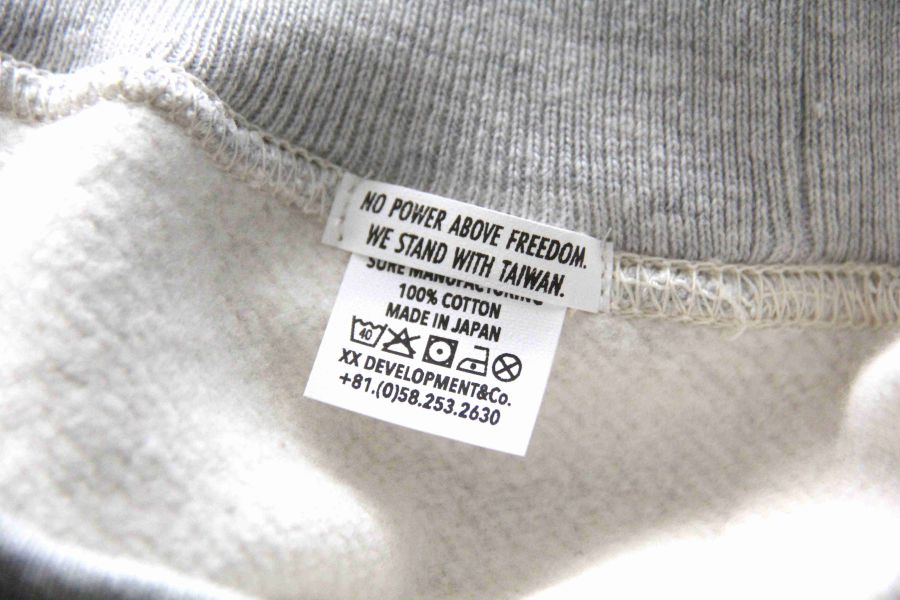 NO POWER ABOVE FREEDOM.
WE STAND WITH TAIWAN.
SURE MANUFACTURING
100% COTTON
MADE IN JAPAN
40
XX DEVELOPMENT&Co.
+81.(0)58.253.2630